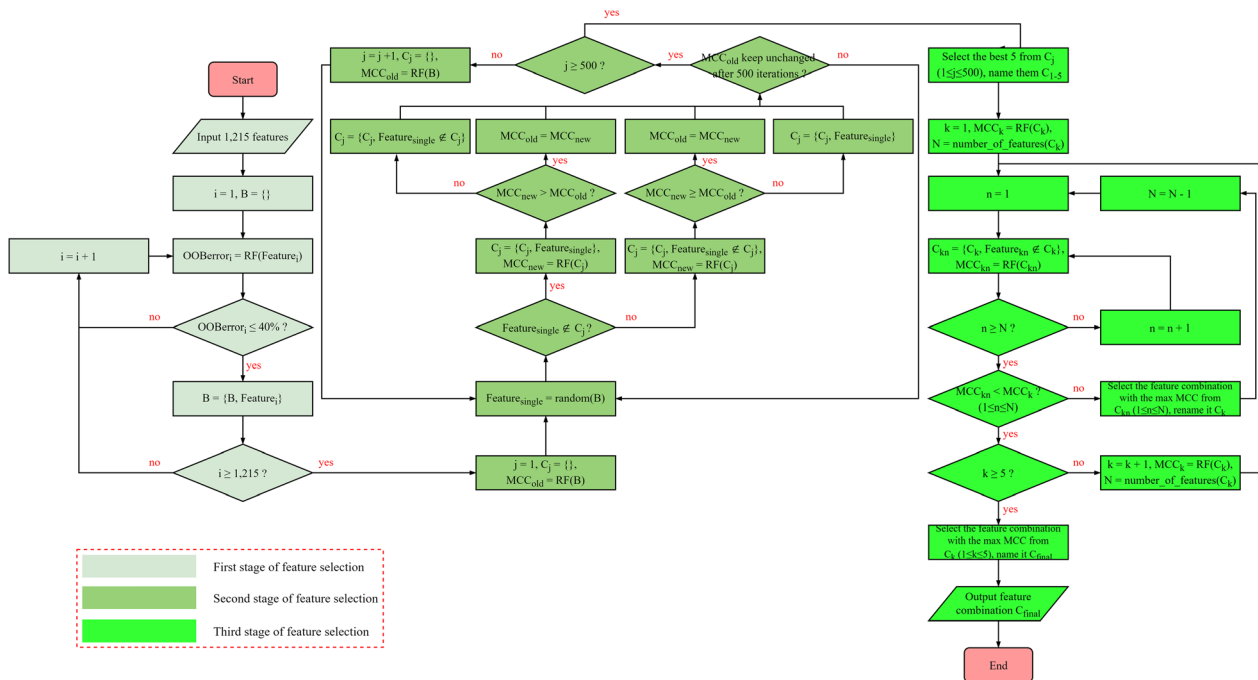 Start
Input 1,215 features
i = 1, B = {}
i = i + 1
OOBerror_i = RF(Feature_i)
OOBerror_i ≤ 40% ?
no
yes
B = {B, Feature_i}
i ≥ 1,215 ?
no
yes
yes
j = j +1, C_j = {},
MCC_old = RF(B)
no
j ≥ 500 ?
yes
MCC_old keep unchanged
after 500 iterations ?
no
C_j = {C_j, Feature_single ∉ C_j}
MCC_old = MCC_new
MCC_old = MCC_new
C_j = {C_j, Feature_single}
yes
yes
no
MCC_new > MCC_old ?
MCC_new ≥ MCC_old ?
no
C_j = {C_j, Feature_single},
MCC_new = RF(C_j)
C_j = {C_j, Feature_single ∉ C_j},
MCC_new = RF(C_j)
yes
Feature_single ∉ C_j ?
no
Feature_single = random(B)
j = 1, C_j = {},
MCC_old = RF(B)
Select the best 5 from C_j
(1≤j≤500), name them C_1-5
k = 1, MCC_k = RF(C_k),
N = number_of_features(C_k)
n = 1
N = N - 1
C_kn = {C_k, Feature_kn ∉ C_k},
MCC_kn = RF(C_kn)
n ≥ N ?
no
n = n + 1
yes
MCC_kn < MCC_k ?
(1≤n≤N)
no
Select the feature combination
with the max MCC from
C_kn (1≤n≤N), rename it C_k
yes
k ≥ 5 ?
no
k = k + 1, MCC_k = RF(C_k),
N = number_of_features(C_k)
yes
Select the feature combination
with the max MCC from
C_k (1≤k≤5), name it C_final
Output feature
combination C_final
End
First stage of feature selection
Second stage of feature selection
Third stage of feature selection